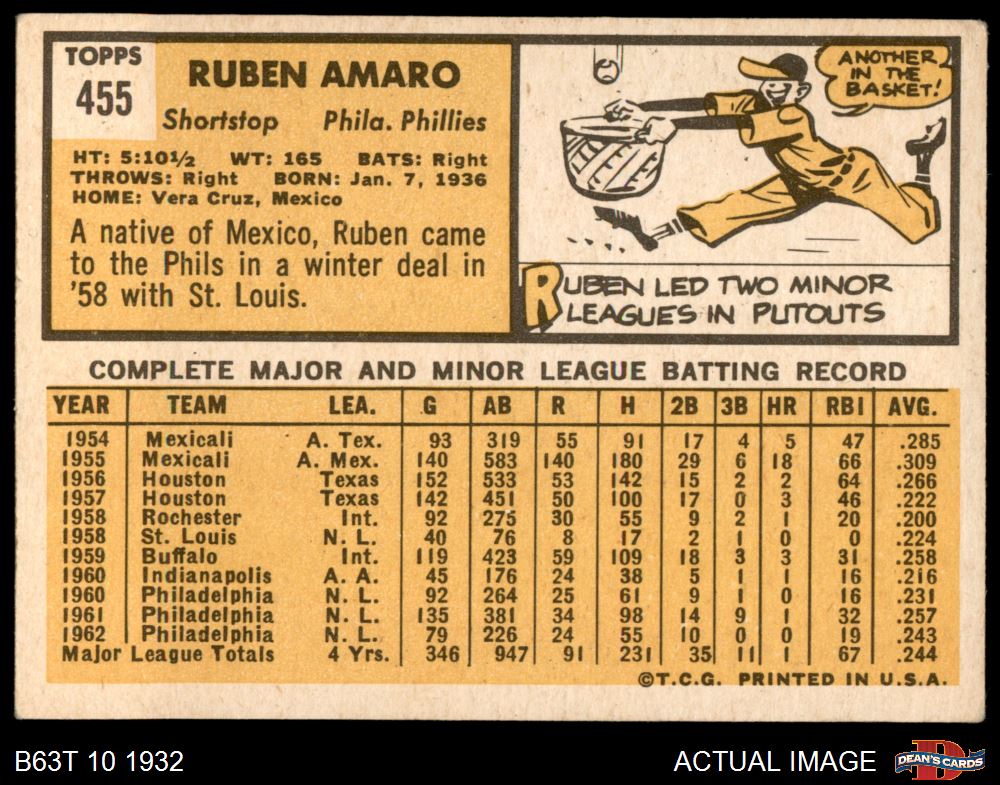 TOPPS
455
RUBEN AMARO
Shortstop Phila. Phillies
HT: 5:10½ WT: 165 BATS: Right
THROWS: Right BORN: Jan. 7, 1936
HOME: Vera Cruz, Mexico
A native of Mexico, Ruben came
to the Phils in a winter deal in
'58 with St. Louis.
ANOTHER
IN THE
BASKET!
RUBEN LED TWO MINOR
LEAGUES IN PUTOUTS
COMPLETE MAJOR AND MINOR LEAGUE BATTING RECORD
YEAR TEAM LEA. G AB R H 2B 3B HR RBI AVG.
1954 Mexicali A. Tex. 93 319 55 91 17 4 5 47 .285
1955 Mexicali A. Mex. 140 583 140 180 29 6 18 66 .309
1956 Houston Texas 152 533 53 142 15 2 2 64 .266
1957 Houston Texas 142 451 50 100 17 0 3 46 .222
1958 Rochester Int. 92 275 30 55 9 2 1 20 .200
1958 St. Louis N. L. 40 76 8 17 2 1 0 0 .224
1959 Buffalo Int. 119 423 59 109 18 3 3 31 .258
1960 Indianapolis A. A. 45 176 24 38 5 1 1 16 .216
1960 Philadelphia N. L. 92 264 25 61 9 1 0 16 .231
1961 Philadelphia N. L. 135 381 34 98 14 9 1 32 .257
1962 Philadelphia N. L. 79 226 24 55 10 0 0 19 .243
Major League Totals 4 Yrs. 346 947 91 231 35 11 1 67 .244
©T.C.G. PRINTED IN U.S.A.
B63T 10 1932
ACTUAL IMAGE
D
DEAN'S CARDS